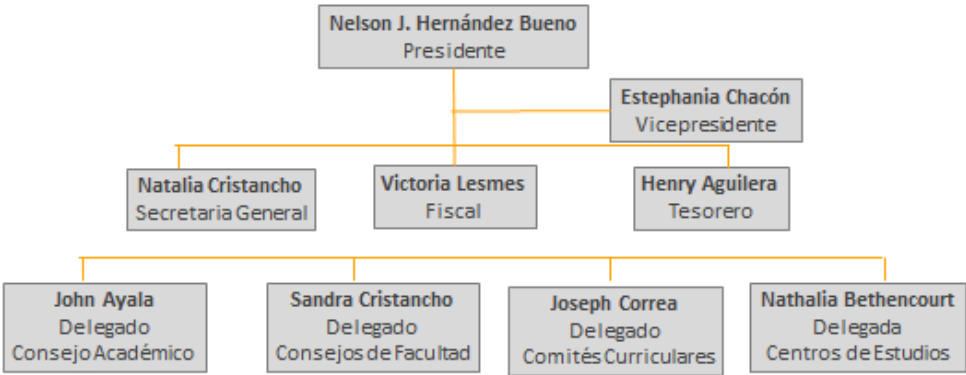 Nelson J. Hernández Bueno
Presidente
Estephania Chacón
Vicepresidente
Natalia Cristancho
Secretaria General
Victoria Lesmes
Fiscal
Henry Aguilera
Tesorero
John Ayala
Delegado
Consejo Académico
Sandra Cristancho
Delegado
Consejos de Facultad
Joseph Correa
Delegado
Comités Curriculares
Nathalia Bethencourt
Delegada
Centros de Estudios